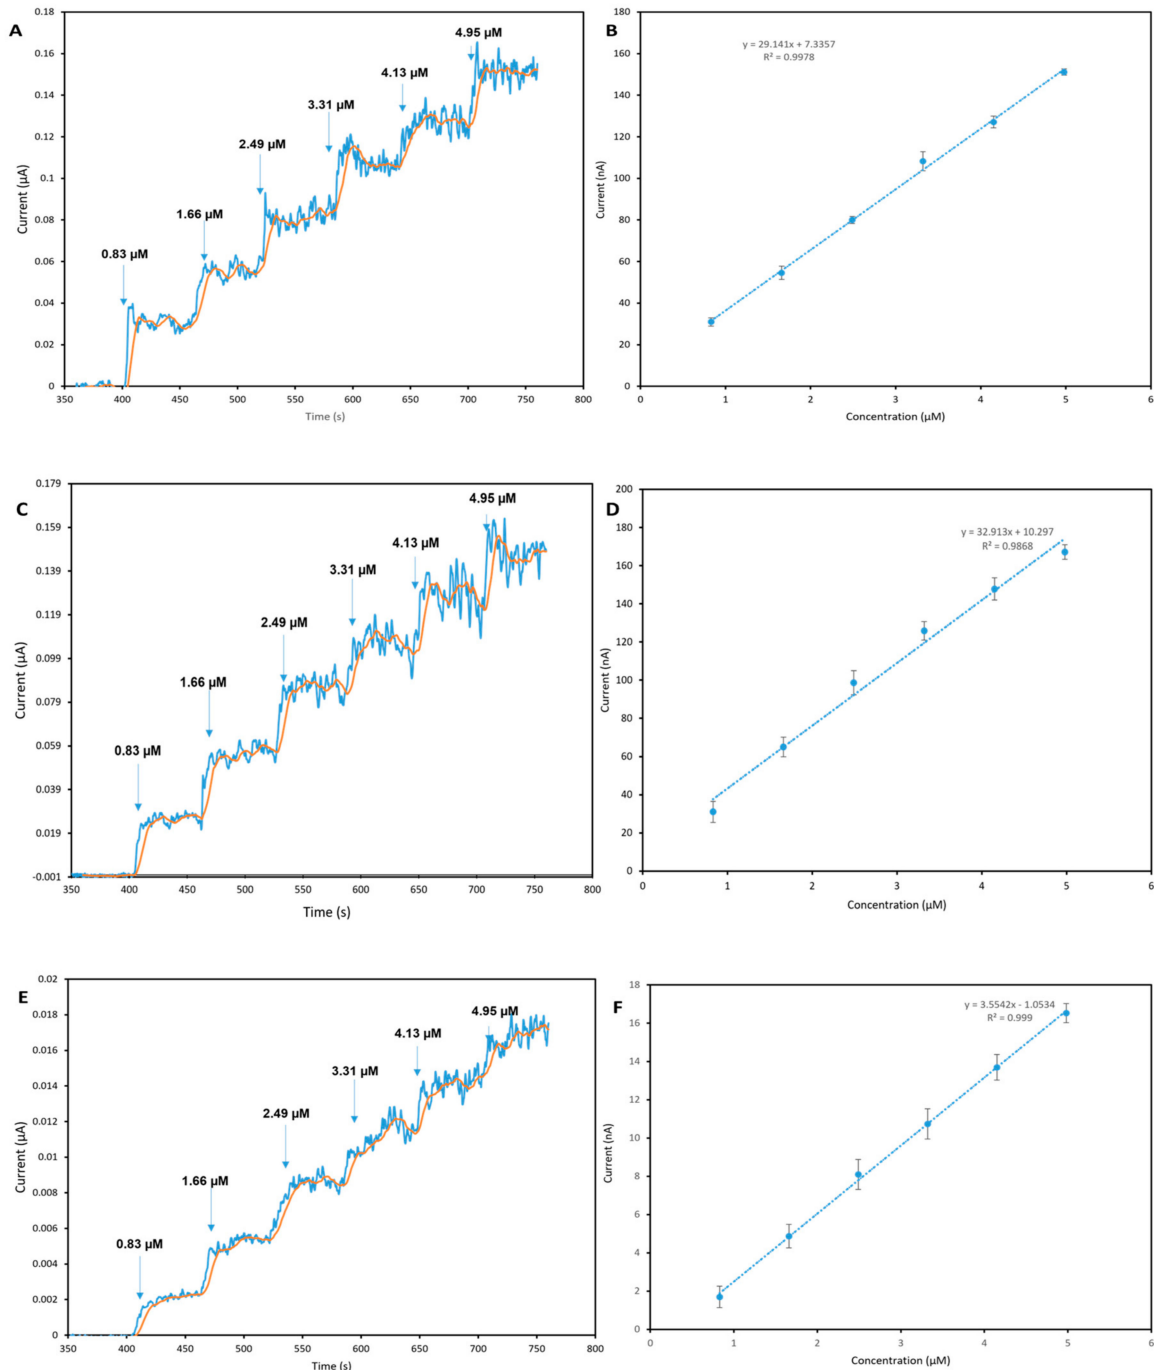 A
0.18
0.16
0.14
0.12
0.1
0.08
0.06
0.04
0.02
0
Current (µA)
0.83 µM
1.66 µM
2.49 µM
3.31 µM
4.13 µM
4.95 µM
350 400 450 500 550 600 650 700 750 800
Time (s)
B
180
160
140
120
100
80
60
40
20
0
Current (nA)
y = 29.141x + 7.3357
R² = 0.9978
0 1 2 3 4 5 6
Concentration (µM)
C
0.179
0.159
0.139
0.119
0.099
0.079
0.059
0.039
0.019
-0.001
Current (µA)
0.83 µM
1.66 µM
2.49 µM
3.31 µM
4.13 µM
4.95 µM
350 400 450 500 550 600 650 700 750 800
Time (s)
D
200
180
160
140
120
100
80
60
40
20
0
Current (nA)
y = 32.913x + 10.297
R² = 0.9868
0 1 2 3 4 5 6
Concentration (µM)
E
0.02
0.018
0.016
0.014
0.012
0.01
0.008
0.006
0.004
0.002
0
Current (µA)
0.83 µM
1.66 µM
2.49 µM
3.31 µM
4.13 µM
4.95 µM
350 400 450 500 550 600 650 700 750 800
Time (s)
F
18
16
14
12
10
8
6
4
2
0
Current (nA)
y = 3.5542x - 1.0534
R² = 0.999
0 1 2 3 4 5 6
Concentration (µM)